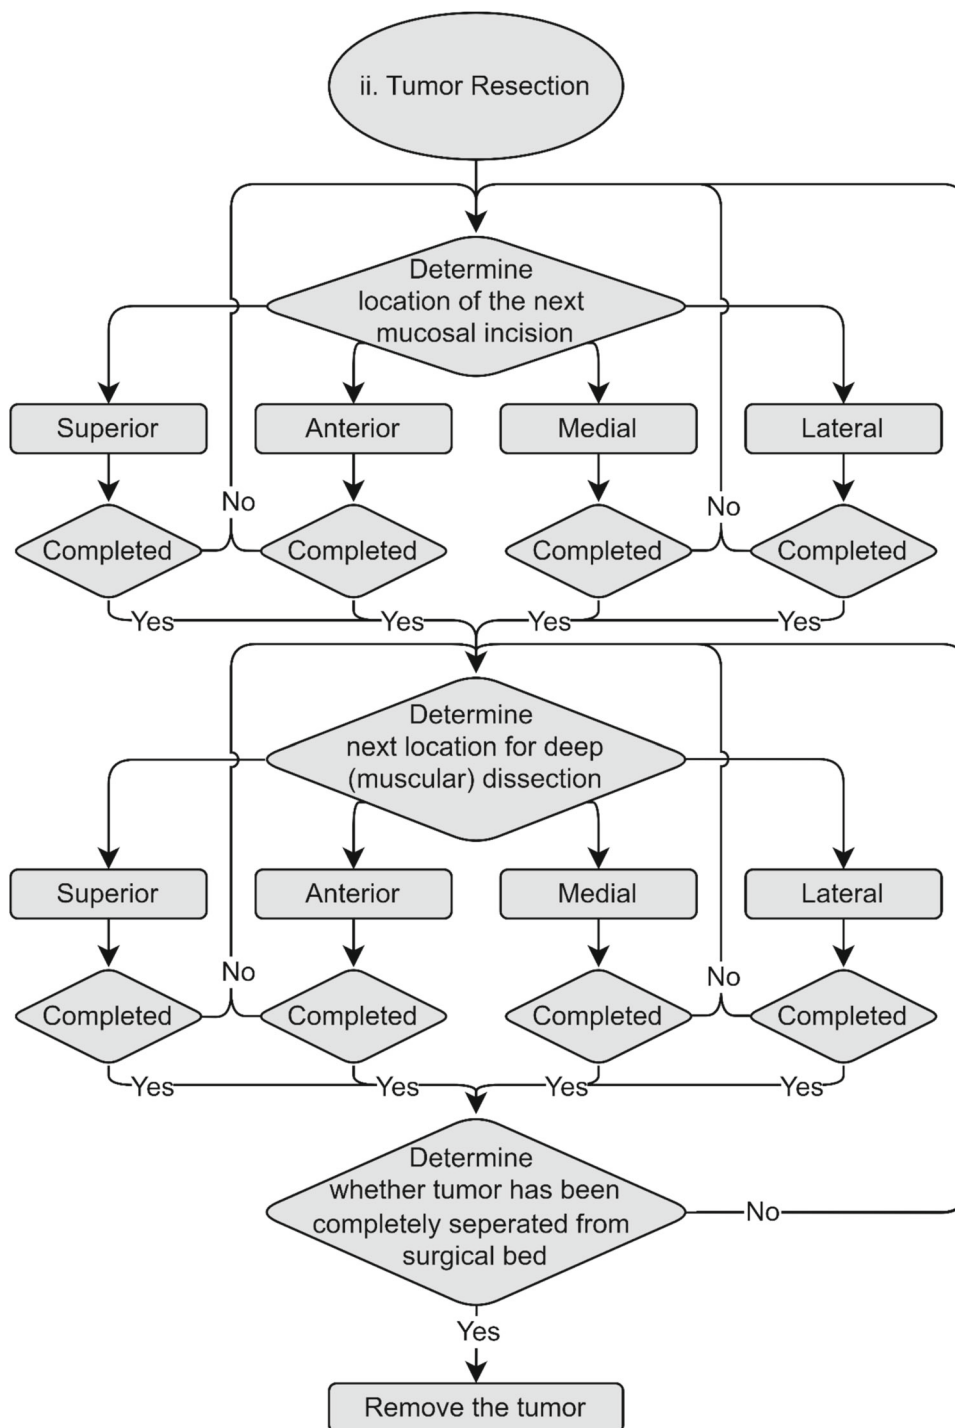 ii. Tumor Resection
Determine
location of the next
mucosal incision
Superior
Anterior
Medial
Lateral
No
No
Completed
Completed
Completed
Completed
Yes
Yes
Yes
Yes
Determine
next location for deep
(muscular) dissection
Superior
Anterior
Medial
Lateral
No
No
Completed
Completed
Completed
Completed
Yes
Yes
Yes
Yes
Determine
whether tumor has been
completely seperated from
surgical bed
No
Yes
Remove the tumor